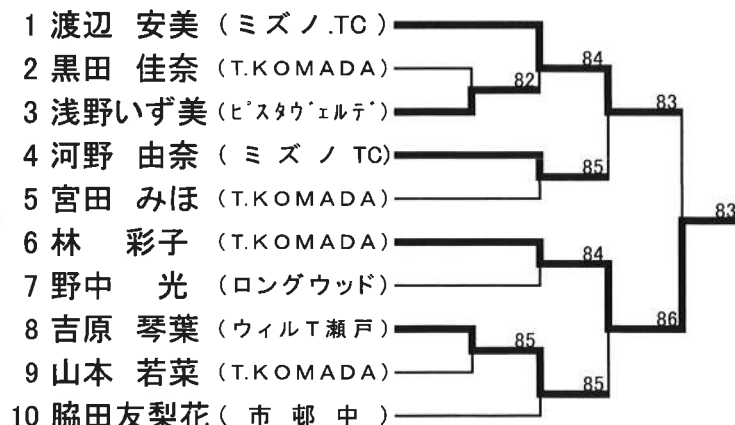 1 渡辺 安美 (ミズノ.TC)
2 黒田 佳奈 (T.KOMADA)
3 浅野いず美 (ピスタヴェルデ)
4 河野 由奈 (ミズノTC)
5 宮田 みほ (T.KOMADA)
6 林 彩子 (T.KOMADA)
7 野中 光 (ロングウッド)
8 吉原 琴葉 (ウィルT瀬戸)
9 山本 若菜 (T.KOMADA)
10 脇田友梨花 (市邨中)
84
82
83
85
83
84
86
85
85